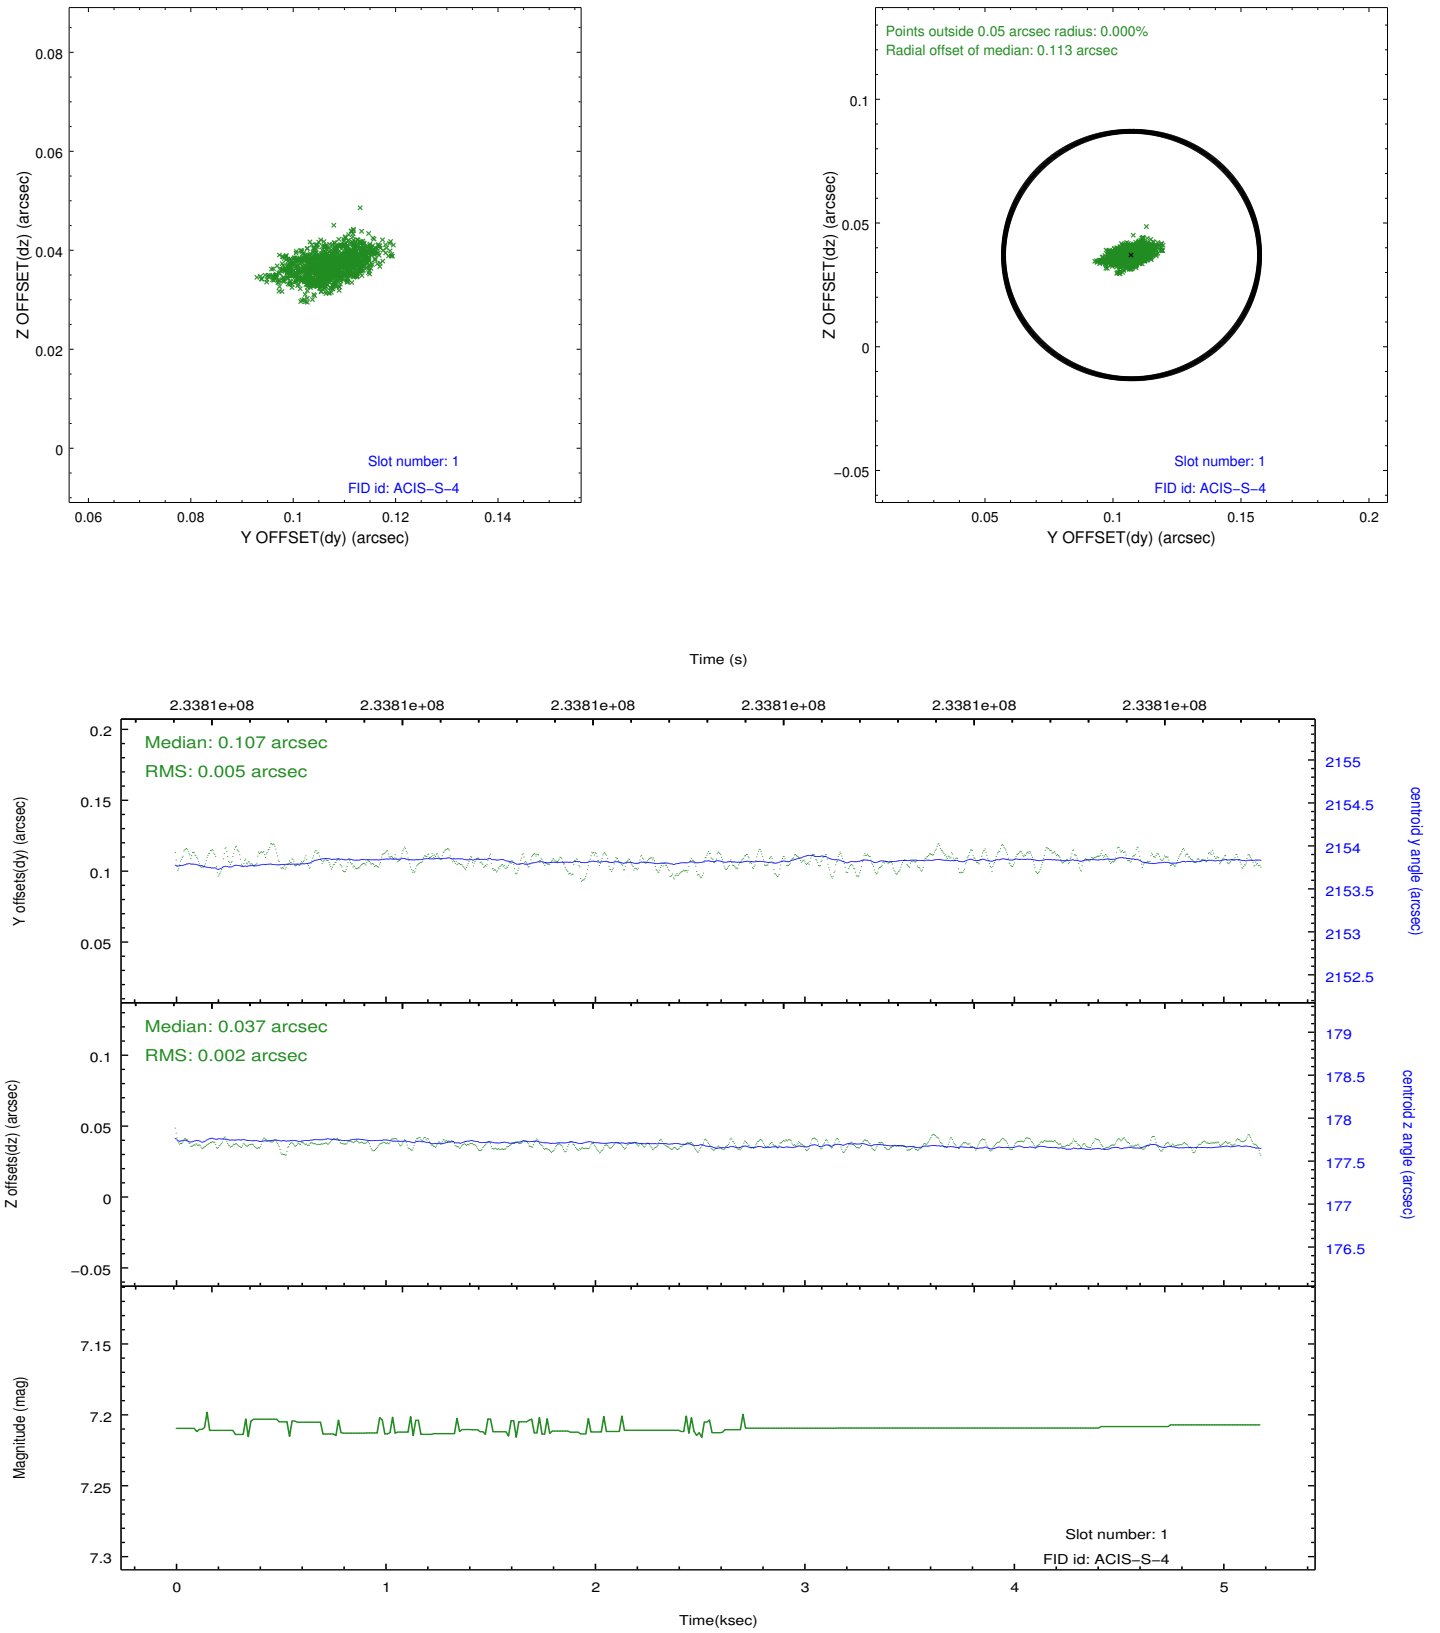 0.08
0.06
0.04
0.02
0
Z OFFSET(dz) (arcsec)
Slot number: 1
FID id: ACIS−S−4
0.06 0.08 0.1 0.12 0.14
Y OFFSET(dy) (arcsec)
Points outside 0.05 arcsec radius: 0.000%
Radial offset of median: 0.113 arcsec
0.1
0.05
0
−0.05
Z OFFSET(dz) (arcsec)
Slot number: 1
FID id: ACIS−S−4
0.05 0.1 0.15 0.2
Y OFFSET(dy) (arcsec)
Time (s)
2.3381e+08 2.3381e+08 2.3381e+08 2.3381e+08 2.3381e+08 2.3381e+08
Median: 0.107 arcsec
RMS: 0.005 arcsec
0.2
0.15
0.1
0.05
Y offsets(dy) (arcsec)
2155
2154.5
2154
2153.5
2153
2152.5
centroid y angle (arcsec)
Median: 0.037 arcsec
RMS: 0.002 arcsec
0.1
0.05
0
−0.05
Z offsets(dz) (arcsec)
179
178.5
178
177.5
177
176.5
centroid z angle (arcsec)
7.15
7.2
7.25
7.3
Magnitude (mag)
Slot number: 1
FID id: ACIS−S−4
0 1 2 3 4 5
Time(ksec)